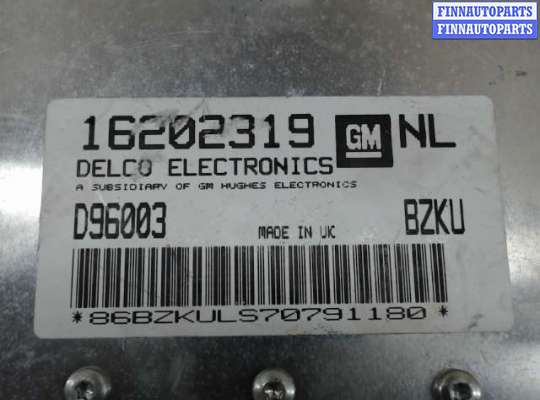 FINNAUTOPARTS
FINNAUTOPARTS
16202319 GM NL
DELCO ELECTRONICS
A SUBSIDIARY OF GM HUGHES ELECTRONICS
D96003 MADE IN UK BZKU
*86BZKULS70791180*